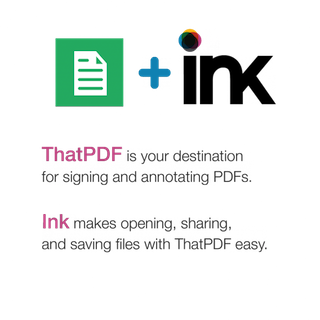 + ink
ThatPDF is your destination
for signing and annotating PDFs.
Ink makes opening, sharing,
and saving files with ThatPDF easy.